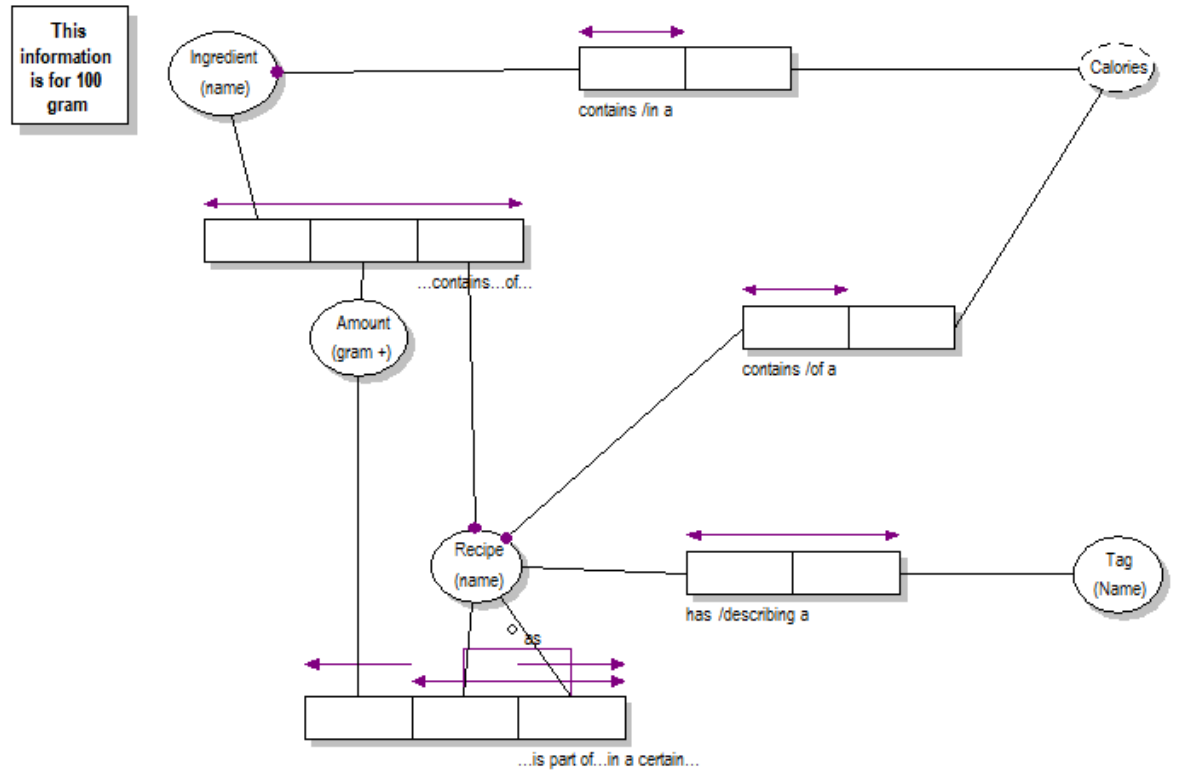 This
information
is for 100
gram
Ingredient
(name)
contains /in a
Calories
...contains...of...
Amount
(gram +)
contains /of a
Recipe
(name)
has /describing a
Tag
(Name)
as
...is part of...in a certain...